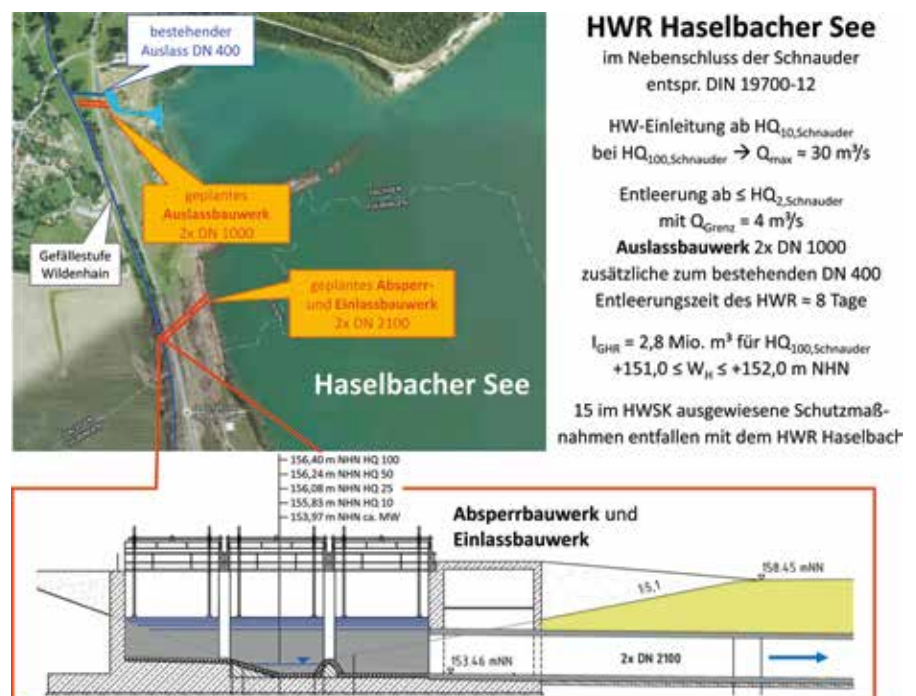 bestehender
Auslass DN 400
geplantes
Auslassbauwerk
2x DN 1000
Gefällestufe
Wildenhain
geplantes Absperr-
und Einlassbauwerk
2x DN 2100
Haselbacher See
SACHSEN
THÜRINGEN
HWR Haselbacher See
im Nebenschluss der Schnauder
entspr. DIN 19700-12
HW-Einleitung ab HQ10,Schnauder
bei HQ100,Schnauder → Qmax = 30 m³/s
Entleerung ab ≤ HQ2,Schnauder
mit QGrenz = 4 m³/s
Auslassbauwerk 2x DN 1000
zusätzliche zum bestehenden DN 400
Entleerungszeit des HWR ≈ 8 Tage
IGHR = 2,8 Mio. m³ für HQ100,Schnauder
+151,0 ≤ WH ≤ +152,0 m NHN
15 im HWSK ausgewiesene Schutzmaß-
nahmen entfallen mit dem HWR Haselbach
156,40 m NHN HQ 100
156,24 m NHN HQ 50
156,08 m NHN HQ 25
155,83 m NHN HQ 10
153,97 m NHN ca. MW
Absperrbauwerk und
Einlassbauwerk
158.45 mNN
153.46 mNN
2x DN 2100